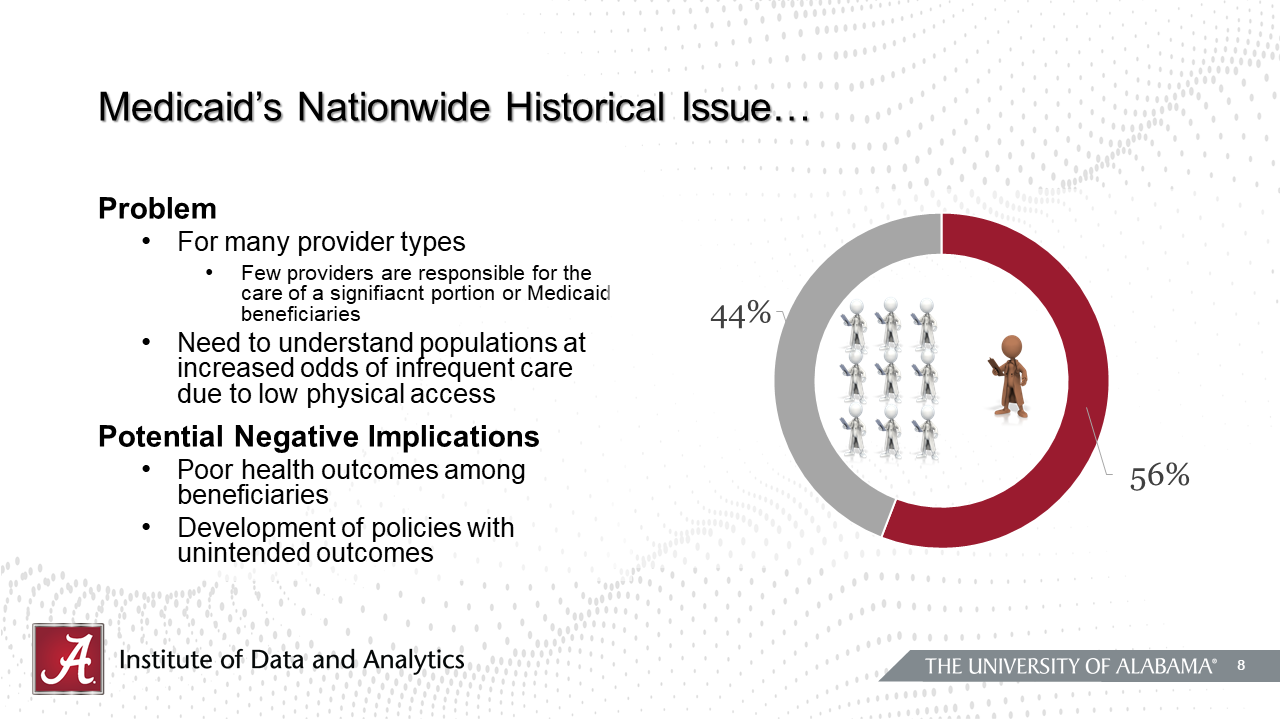 Medicaid’s Nationwide Historical Issue…
Problem
• For many provider types
• Few providers are responsible for the
care of a signifiacnt portion or Medicaid
beneficiaries
• Need to understand populations at
increased odds of infrequent care
due to low physical access
Potential Negative Implications
• Poor health outcomes among
beneficiaries
• Development of policies with
unintended outcomes
44%
56%
A
Institute of Data and Analytics
THE UNIVERSITY OF ALABAMA® 8